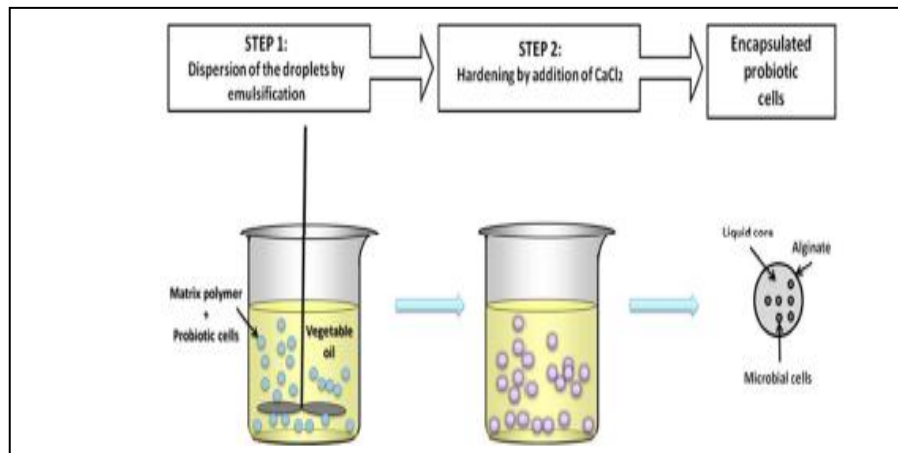 STEP 1:
Dispersion of the droplets by
emulsification
STEP 2:
Hardening by addition of CaCl₂
Encapsulated
probiotic
cells
Matrix polymer
+
Probiotic cells
Vegetable
oil
Liquid core
Alginate
Microbial cells